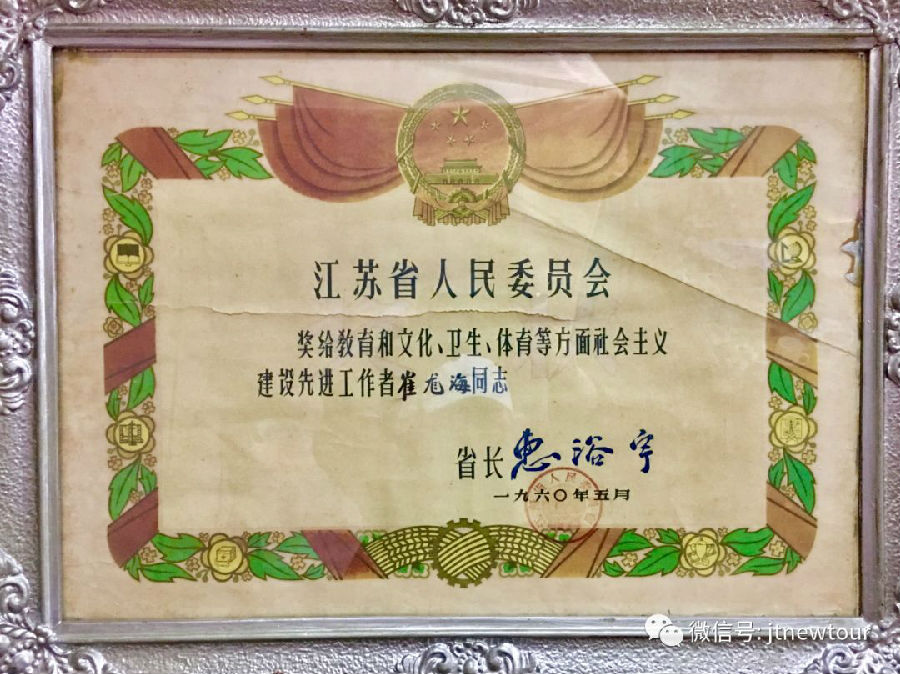 江苏省人民委员会
奖给教育和文化、卫生、体育等方面社会主义
建设先进工作者崔 海同志
省长惠浴宇
一九六〇年五月
微信号: jtnewtour